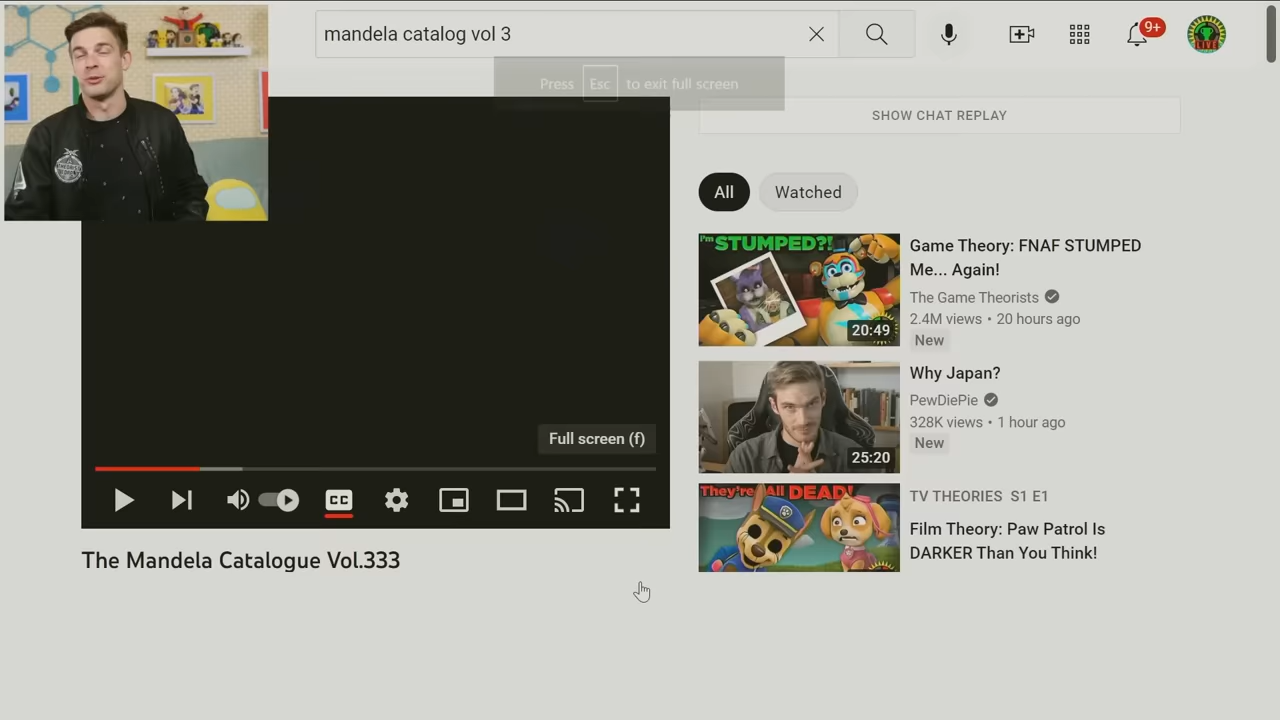 mandela catalog vol 3
9+
LIVE
Press Esc to exit full screen
SHOW CHAT REPLAY
All
Watched
I'm STUMPED?!
20:49
Game Theory: FNAF STUMPED
Me... Again!
The Game Theorists
2.4M views • 20 hours ago
New
25:20
Why Japan?
PewDiePie
328K views • 1 hour ago
New
Full screen (f)
CC
The Mandela Catalogue Vol.333
They're All DEAD!
TV THEORIES S1 E1
Film Theory: Paw Patrol Is
DARKER Than You Think!